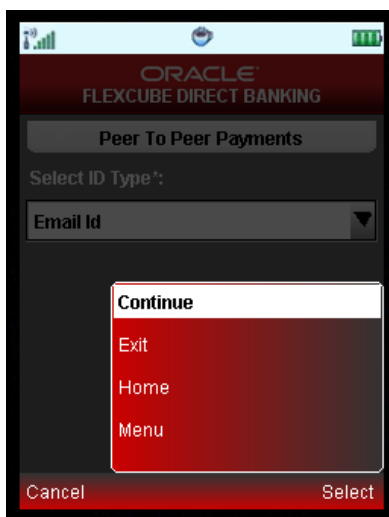 ORACLE
FLEXCUBE DIRECT BANKING
Peer To Peer Payments
Select ID Type*:
Email Id
Continue
Exit
Home
Menu
Cancel Select